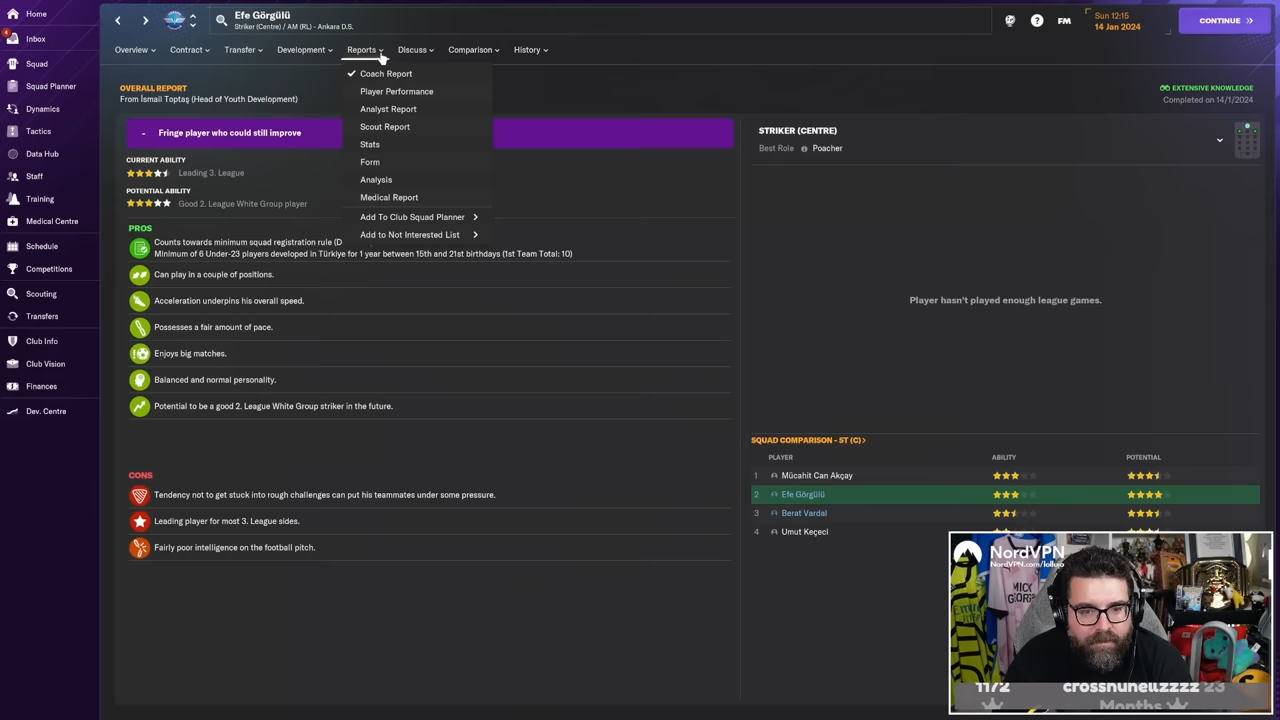 Home
Inbox
Squad
Squad Planner
Dynamics
Tactics
Data Hub
Staff
Training
Medical Centre
Schedule
Competitions
Scouting
Transfers
Club Info
Club Vision
Finances
Dev. Centre
Efe Görgülü
Striker (Centre) / AM (RL) - Ankara D.S.
FM
Sun 12:15
14 Jan 2024
CONTINUE
Overview
Contract
Transfer
Development
Reports
Discuss
Comparison
History
Coach Report
Player Performance
Analyst Report
Scout Report
Stats
Form
Analysis
Medical Report
Add To Club Squad Planner
Add to Not Interested List
OVERALL REPORT
From İsmail Toptaş (Head of Youth Development)
EXTENSIVE KNOWLEDGE
Completed on 14/1/2024
- Fringe player who could still improve
CURRENT ABILITY
Leading 3. League
POTENTIAL ABILITY
Good 2. League White Group player
PROS
Counts towards minimum squad registration rule (D
Minimum of 6 Under-23 players developed in Türkiye for 1 year between 15th and 21st birthdays (1st Team Total: 10)
Can play in a couple of positions.
Acceleration underpins his overall speed.
Possesses a fair amount of pace.
Enjoys big matches.
Balanced and normal personality.
Potential to be a good 2. League White Group striker in the future.
CONS
Tendency not to get stuck into rough challenges can put his teammates under some pressure.
Leading player for most 3. League sides.
Fairly poor intelligence on the football pitch.
STRIKER (CENTRE)
Best Role Poacher
Player hasn't played enough league games.
SQUAD COMPARISON - ST (C)
PLAYER ABILITY POTENTIAL
1 Mücahit Can Akçay
2 Efe Görgülü
3 Berat Vardal
4 Umut Keçeci
NordVPN
NordVPN.com/lollujo
MICK
1172
crosshunellzzzz 23
Months